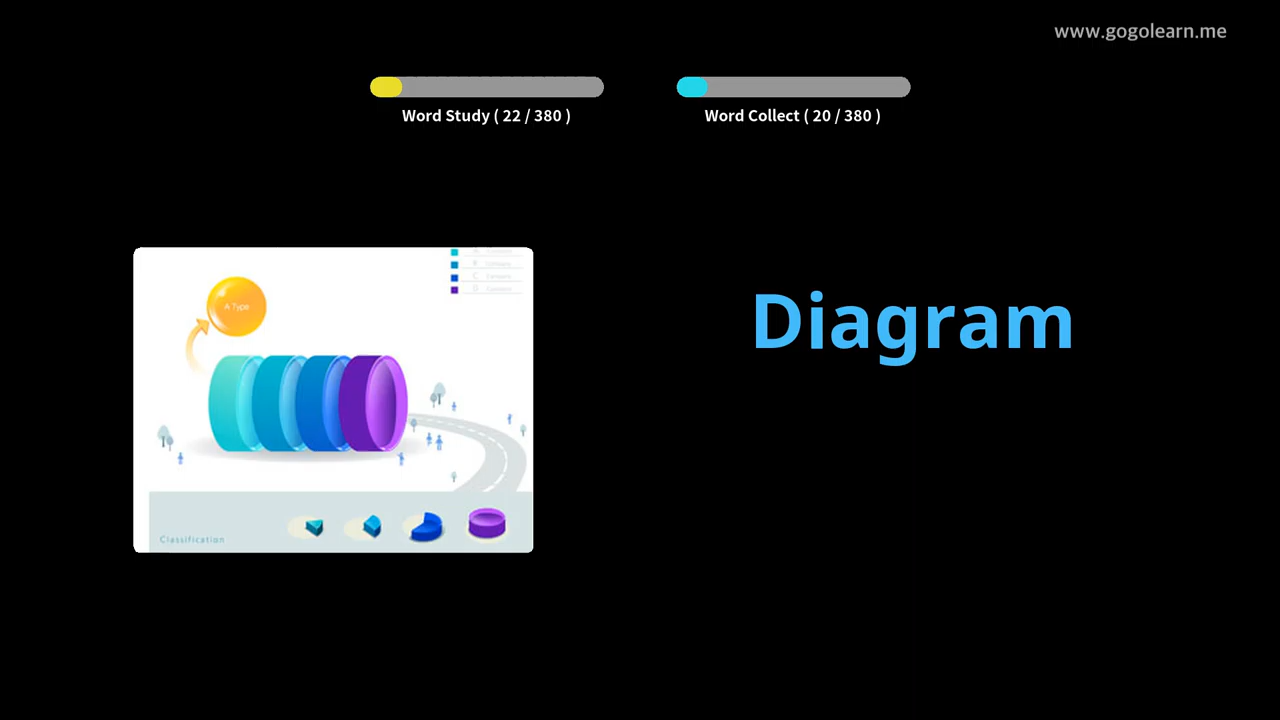 www.gogolearn.me
Word Study ( 22 / 380 )
Word Collect ( 20 / 380 )
A Type
C
D
Diagram
Classification